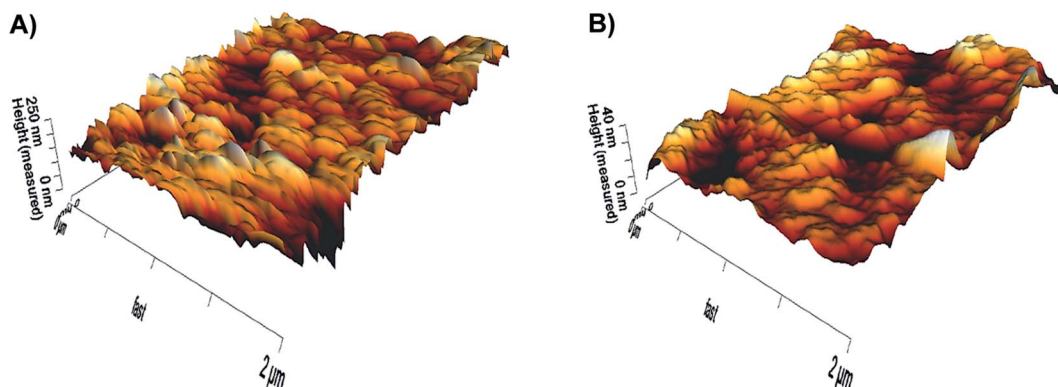 A)
250 nm
Height (measured)
0 nm
0 µm
fast
2 µm
B)
40 nm
Height (measured)
0 nm
0 µm
fast
2 µm